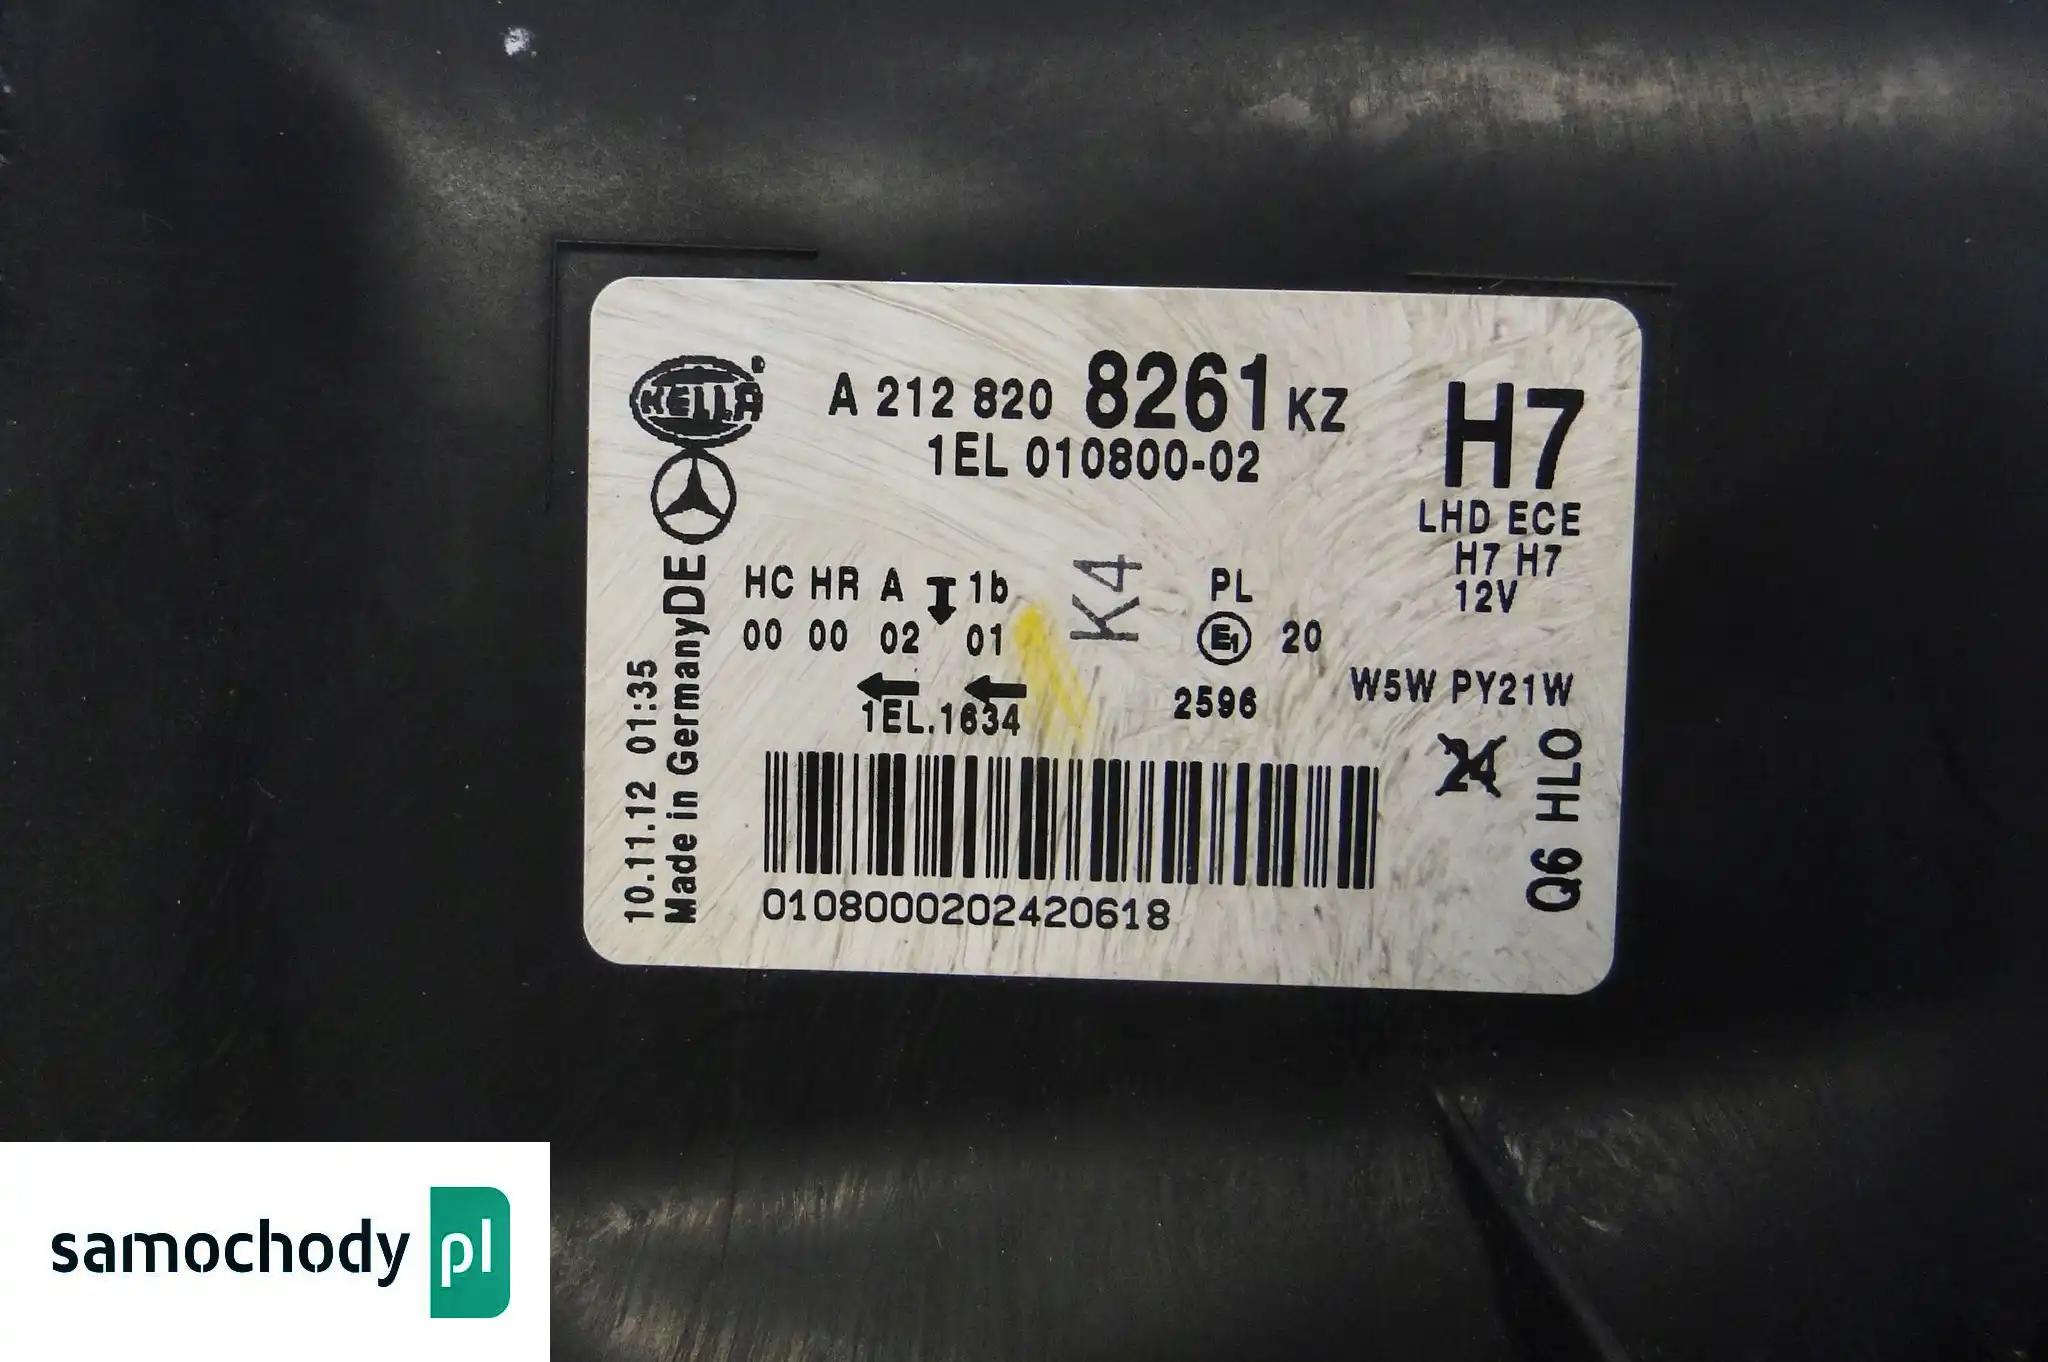 HELLA
A 212 820 8261 KZ
1EL 010800-02
H7
LHD ECE
H7 H7
12V
HC HR A 1b
00 00 02 01
1EL.1634
K4
PL
E1 20
2596
W5W PY21W
24
Q6 HLO
10.11.12 01:35
Made in Germany DE
0108000202420618
samochody pl